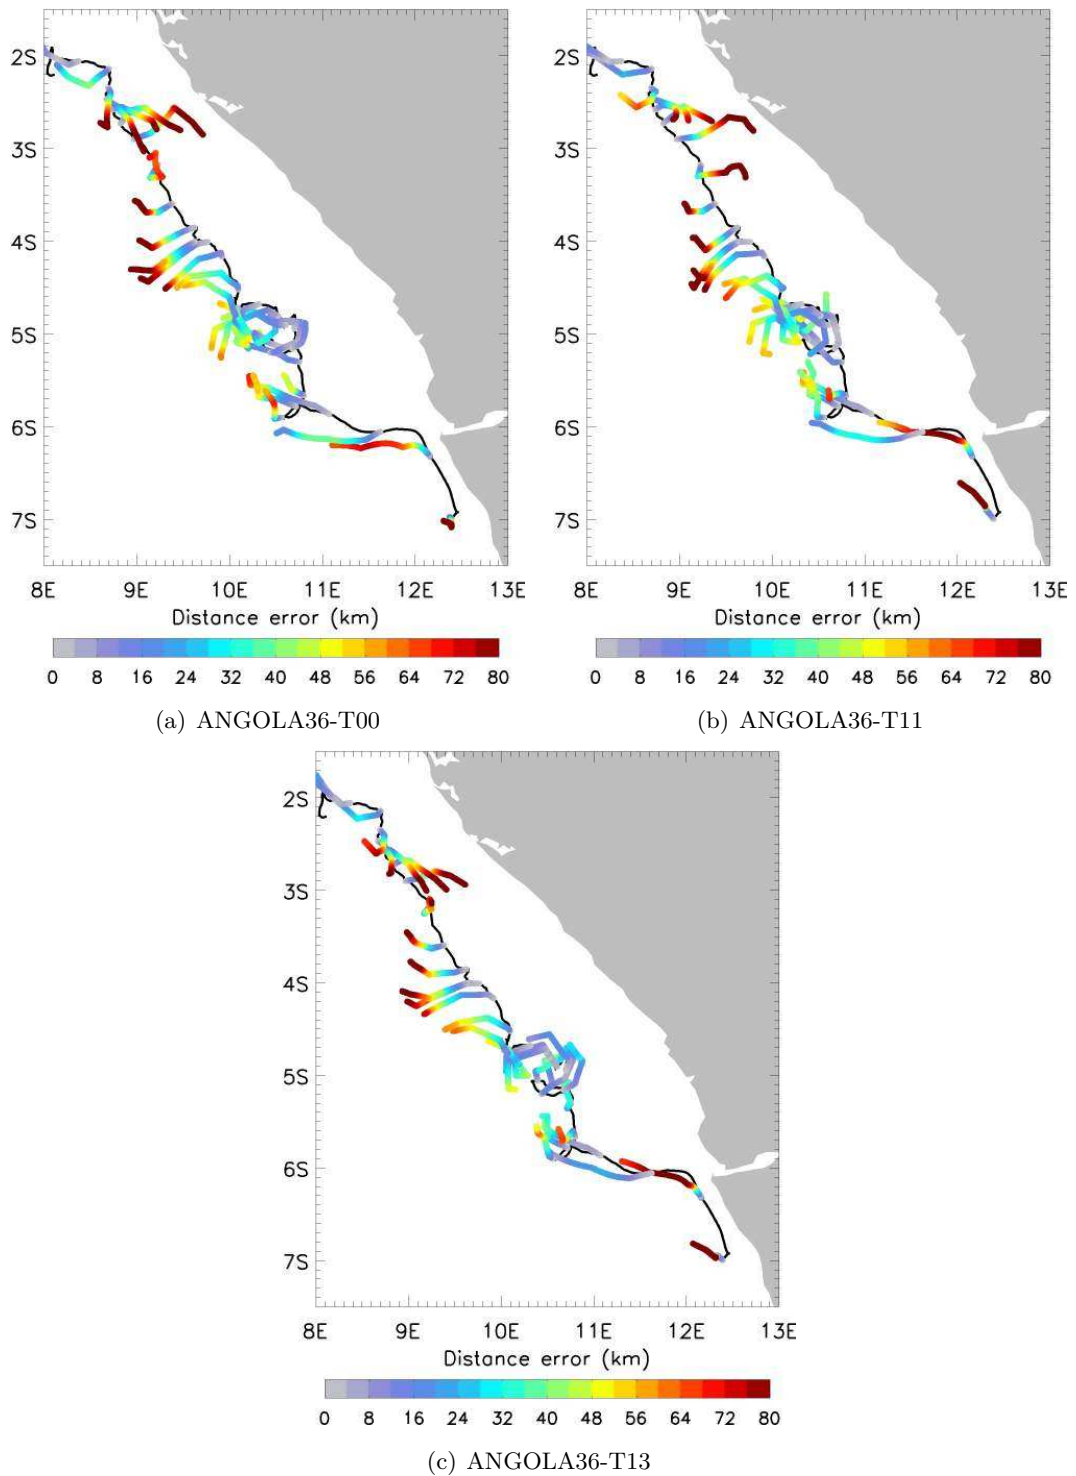 2S
3S
4S
5S
6S
7S
8E 9E 10E 11E 12E 13E
Distance error (km)
0 8 16 24 32 40 48 56 64 72 80
(a) ANGOLA36-T00
2S
3S
4S
5S
6S
7S
8E 9E 10E 11E 12E 13E
Distance error (km)
0 8 16 24 32 40 48 56 64 72 80
(b) ANGOLA36-T11
2S
3S
4S
5S
6S
7S
8E 9E 10E 11E 12E 13E
Distance error (km)
0 8 16 24 32 40 48 56 64 72 80
(c) ANGOLA36-T13